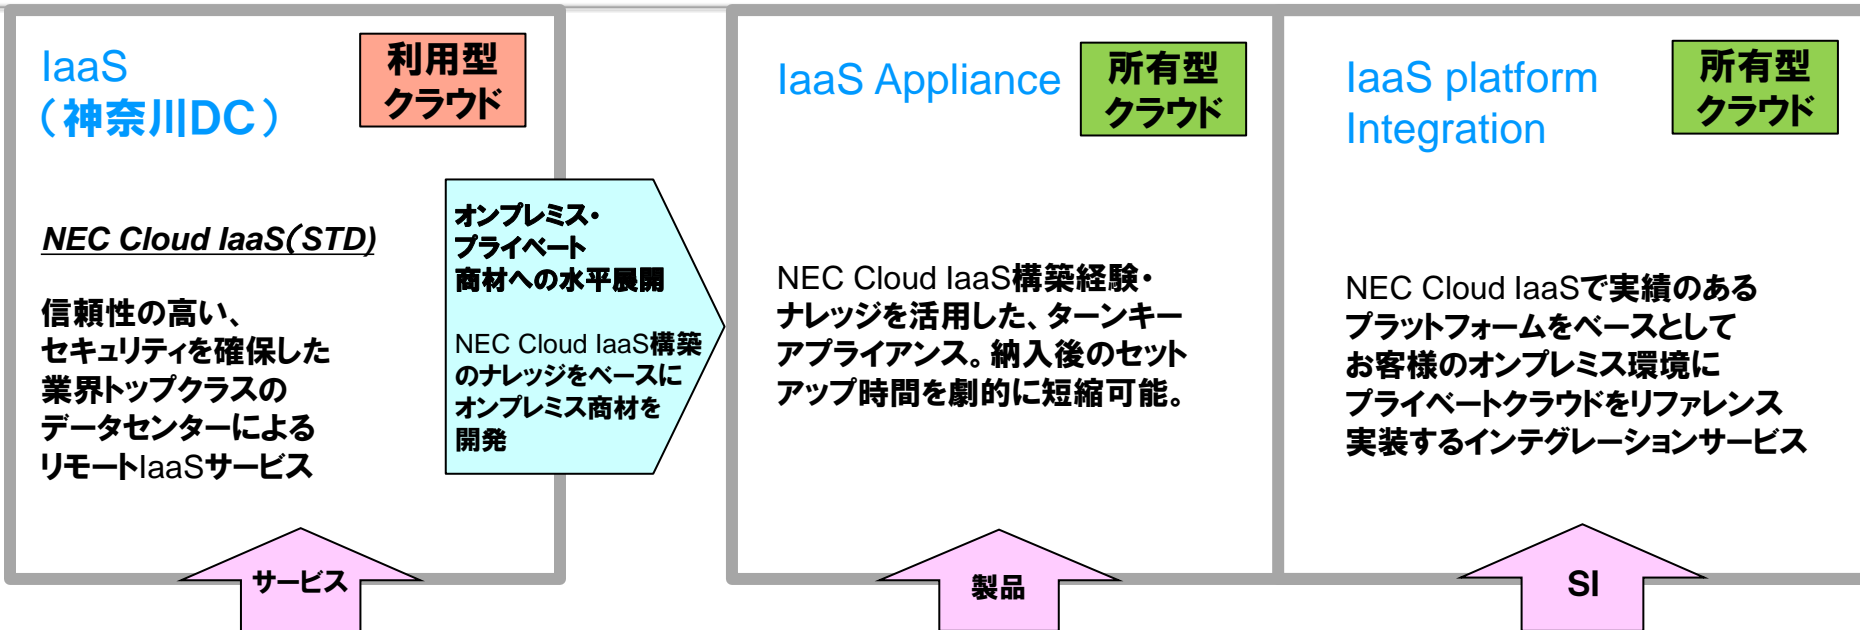 IaaS
（神奈川DC）
利用型
クラウド
NEC Cloud IaaS(STD)
信頼性の高い、
セキュリティを確保した
業界トップクラスの
データセンターによる
リモートIaaSサービス
サービス
オンプレミス・
プライベート
商材への水平展開
NEC Cloud IaaS構築
のナレッジをベースに
オンプレミス商材を
開発
IaaS Appliance
所有型
クラウド
NEC Cloud IaaS構築経験・
ナレッジを活用した、ターンキー
アプライアンス。納入後のセット
アップ時間を劇的に短縮可能。
製品
IaaS platform
Integration
所有型
クラウド
NEC Cloud IaaSで実績のある
プラットフォームをベースとして
お客様のオンプレミス環境に
プライベートクラウドをリファレンス
実装するインテグレーションサービス
SI